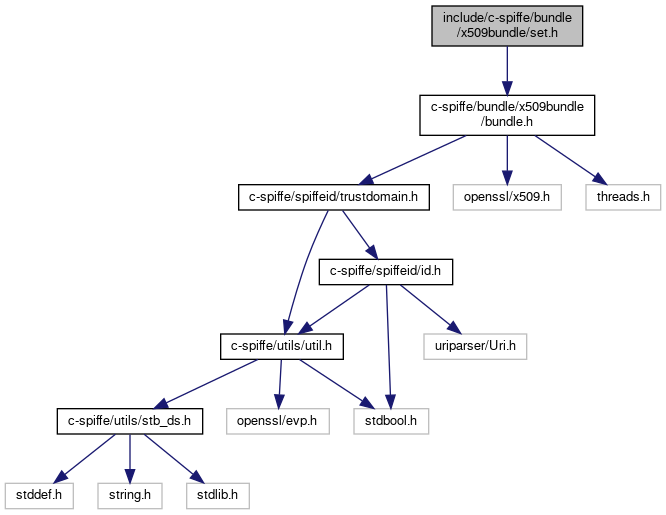 include/c-spiffe/bundle
/x509bundle/set.h
c-spiffe/bundle/x509bundle
/bundle.h
c-spiffe/spiffeid/trustdomain.h
openssl/x509.h
threads.h
c-spiffe/spiffeid/id.h
c-spiffe/utils/util.h
uriparser/Uri.h
c-spiffe/utils/stb_ds.h
openssl/evp.h
stdbool.h
stddef.h
string.h
stdlib.h